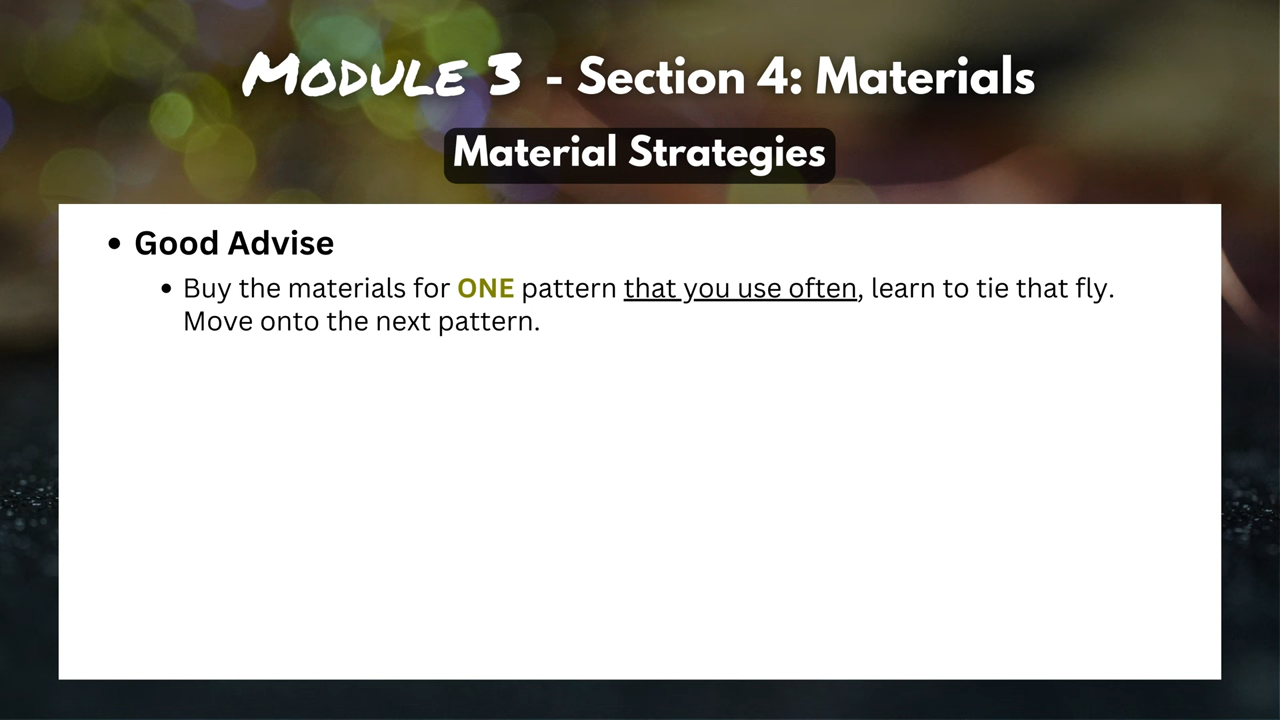 Module 3 - Section 4: Materials
Material Strategies
• Good Advise
• Buy the materials for ONE pattern that you use often, learn to tie that fly.
Move onto the next pattern.